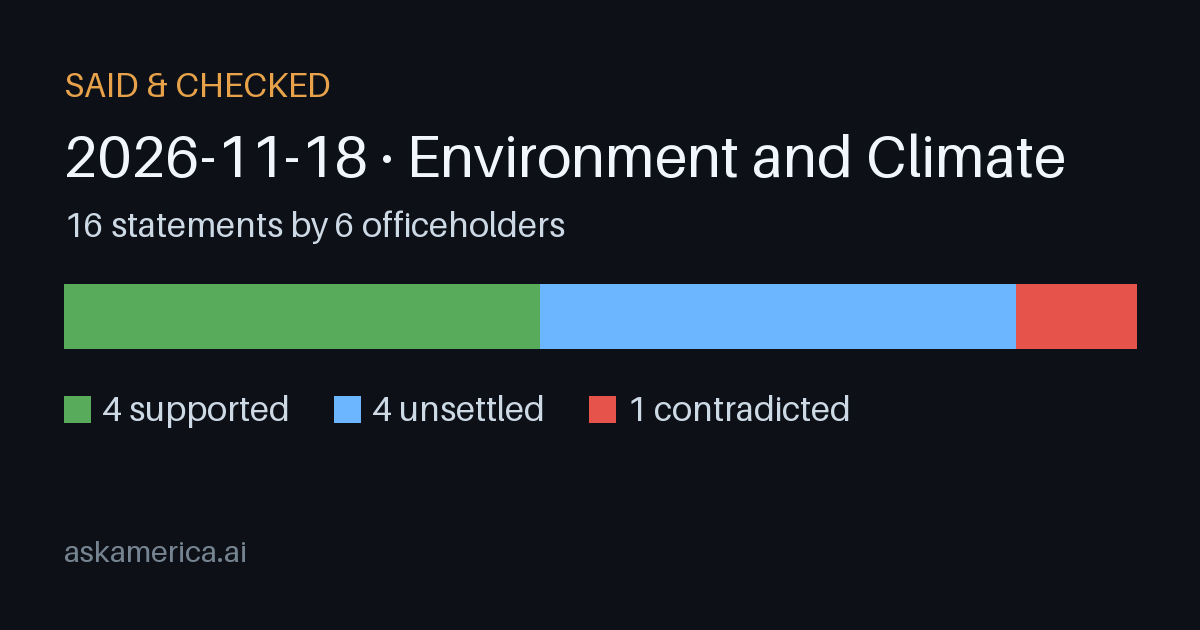 SAID & CHECKED
2026-11-18 · Environment and Climate
16 statements by 6 officeholders
4 supported 4 unsettled 1 contradicted
askamerica.ai